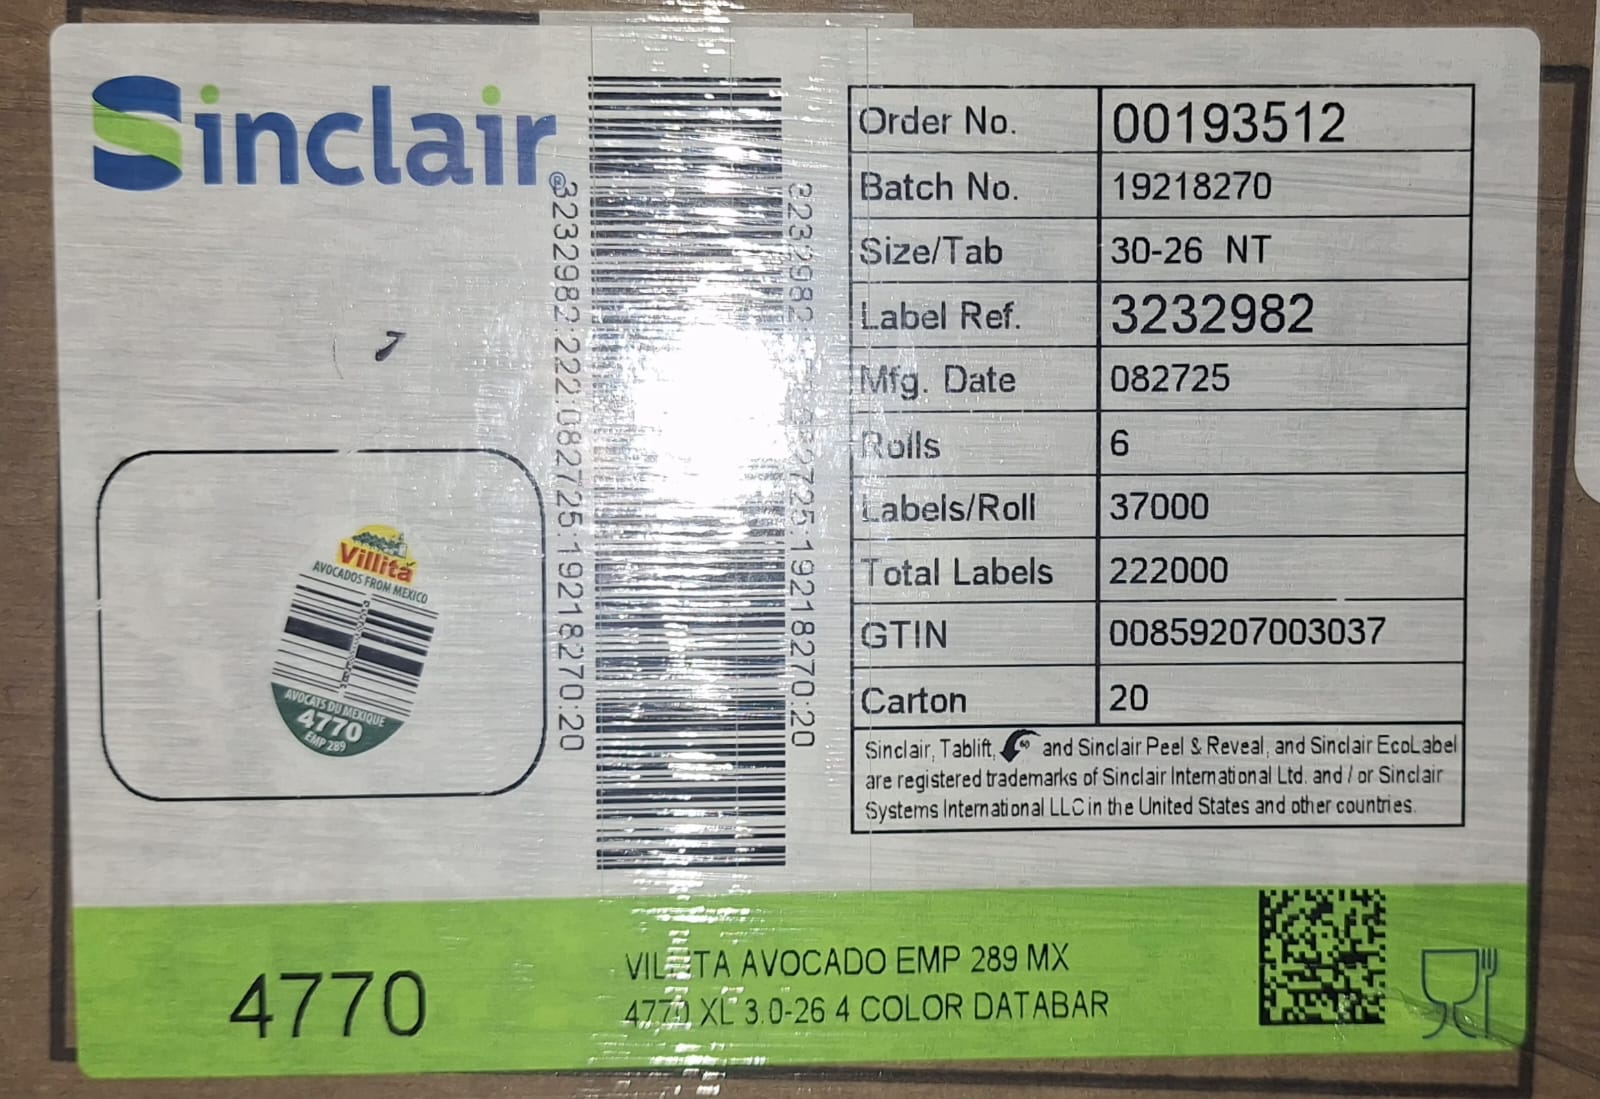 Sinclair®
3232982:222:082725:19218270:20
Order No. 00193512
Batch No. 19218270
Size/Tab 30-26 NT
Label Ref. 3232982
Mfg. Date 082725
Rolls 6
Labels/Roll 37000
Total Labels 222000
GTIN 00859207003037
Carton 20
Sinclair, Tablift, and Sinclair Peel & Reveal, and Sinclair EcoLabel
are registered trademarks of Sinclair International Ltd. and / or Sinclair
Systems International LLC in the United States and other countries.
Villita
AVOCADOS FROM MEXICO
AVOCATS DU MEXIQUE
4770
EMP 289
4770
VILLITA AVOCADO EMP 289 MX
4770 XL 3.0-26 4 COLOR DATABAR